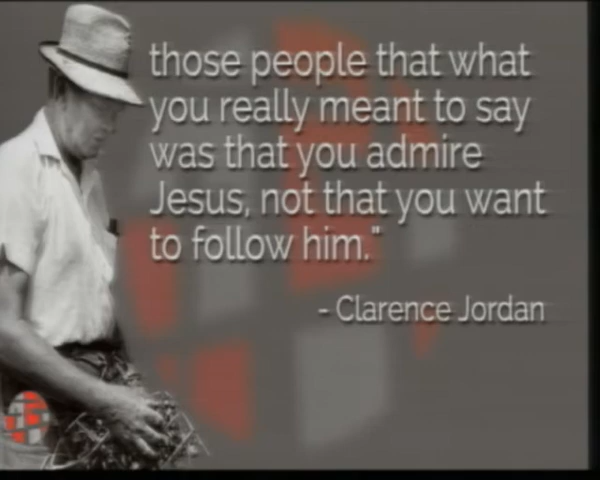 those people that what
you really meant to say
was that you admire
Jesus, not that you want
to follow him."
- Clarence Jordan